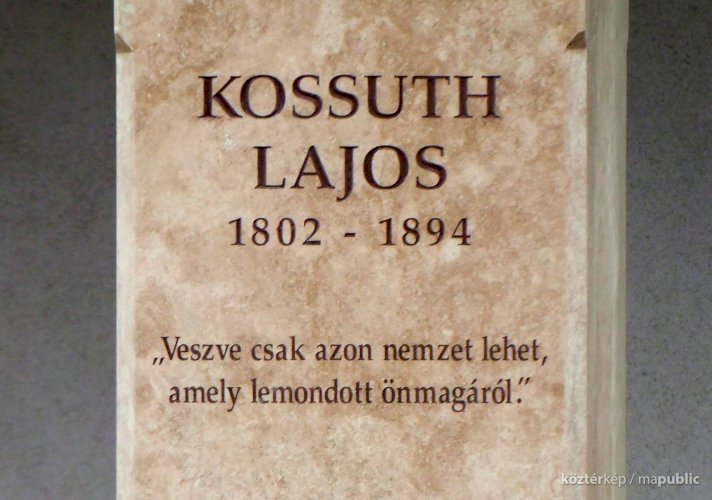 KOSSUTH
LAJOS
1802 - 1894
„Veszve csak azon nemzet lehet,
amely lemondott önmagáról.”
köztérkép / mapublic